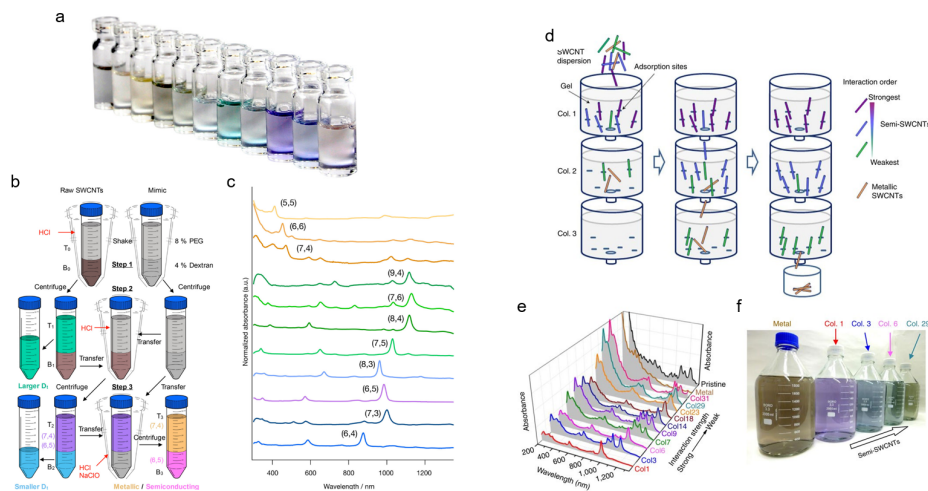 a
b
Raw SWCNTs
Mimic
HCl
T₀
B₀
Shake
8 % PEG
4 % Dextran
Step 1
Centrifuge
Centrifuge
Step 2
T₁
HCl
B₁
Transfer
Transfer
Larger D₁
Centrifuge
Step 3
Transfer
T₂
(7,4)
(6,5)
Transfer
T₃
(7,4)
Centrifuge
(6,5)
B₂
HCl
NaClO
B₃
Smaller D₁
Metallic / Semiconducting
c
Normalized absorbance (a.u.)
(5,5)
(6,6)
(7,4)
(9,4)
(7,6)
(8,4)
(7,5)
(8,3)
(6,5)
(7,3)
(6,4)
400
600
800
1000
1200
Wavelength / nm
d
SWCNT
dispersion
Adsorption sites
Gel
Col. 1
Col. 2
Col. 3
Interaction order
Strongest
Semi-SWCNTs
Weakest
Metallic
SWCNTs
e
Absorbance
Absorbance
Pristine
Metal
Col31
Col29
Col23
Col18
Col14
Col9
Col7
Col6
Col3
Col1
200
400
600
800
1,000
1,200
Wavelength (nm)
Interaction strength
Strong
Weak
f
Metal
Col. 1
Col. 3
Col. 6
Col. 29
Semi-SWCNTs